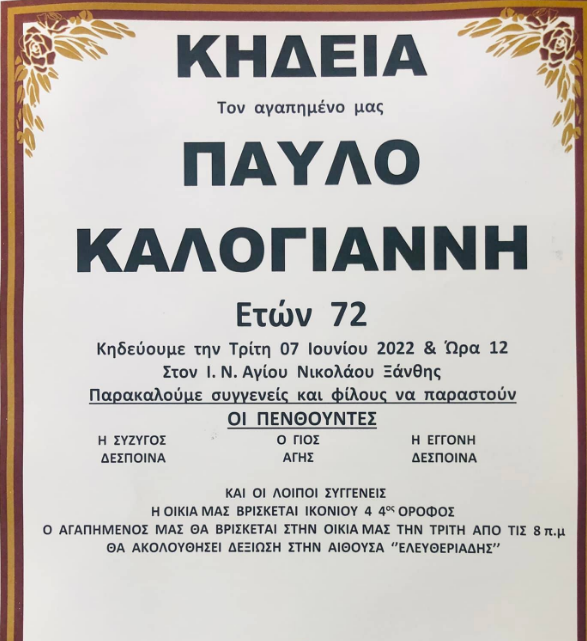 ΚΗΔΕΙΑ
Τον αγαπημένο μας
ΠΑΥΛΟ
ΚΑΛΟΓΙΑΝΝΗ
Ετών 72
Κηδεύουμε την Τρίτη 07 Ιουνίου 2022 & Ώρα 12
Στον Ι. Ν. Αγίου Νικολάου Ξάνθης
Παρακαλούμε συγγενείς και φίλους να παραστούν
ΟΙ ΠΕΝΘΟΥΝΤΕΣ
Η ΣΥΖΥΓΟΣ Ο ΓΙΟΣ Η ΕΓΓΟΝΗ
ΔΕΣΠΟΙΝΑ ΑΓΗΣ ΔΕΣΠΟΙΝΑ
ΚΑΙ ΟΙ ΛΟΙΠΟΙ ΣΥΓΓΕΝΕΙΣ
Η ΟΙΚΙΑ ΜΑΣ ΒΡΙΣΚΕΤΑΙ ΙΚΟΝΙΟΥ 4 4ος ΟΡΟΦΟΣ
Ο ΑΓΑΠΗΜΕΝΟΣ ΜΑΣ ΘΑ ΒΡΙΣΚΕΤΑΙ ΣΤΗΝ ΟΙΚΙΑ ΜΑΣ ΤΗΝ ΤΡΙΤΗ ΑΠΟ ΤΙΣ 8 π.μ
ΘΑ ΑΚΟΛΟΥΘΗΣΕΙ ΔΕΞΙΩΣΗ ΣΤΗΝ ΑΙΘΟΥΣΑ ‘’ΕΛΕΥΘΕΡΙΑΔΗΣ’’